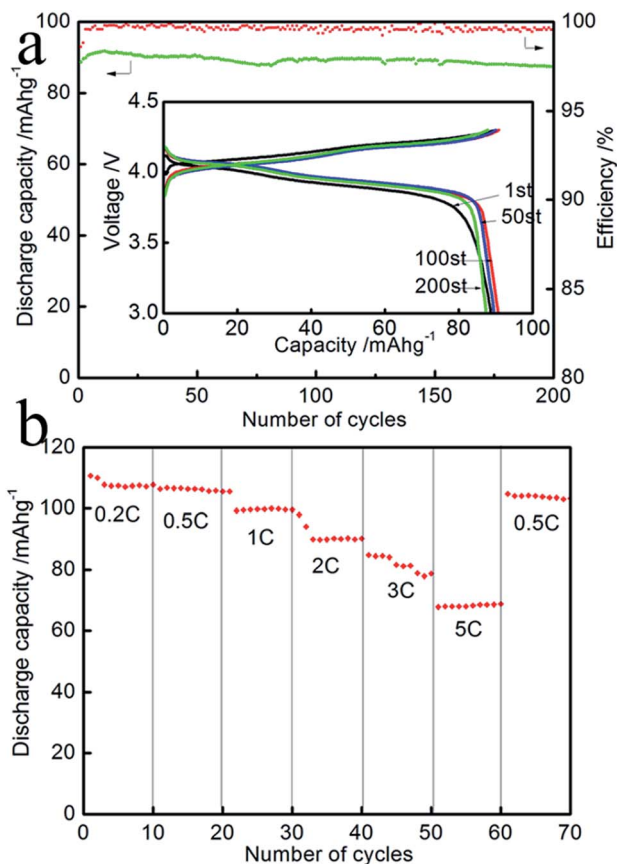 a
100
80
60
40
20
0
Discharge capacity /mAhg-1
100
95
90
85
80
Efficiency /%
4.5
4.0
3.5
3.0
Voltage /V
1st
50st
100st
200st
0 20 40 60 80 100
Capacity /mAhg-1
0 50 100 150 200
Number of cycles
b
120
100
80
60
40
20
0
Discharge capacity /mAhg-1
0.2C
0.5C
1C
2C
3C
5C
0.5C
0 10 20 30 40 50 60 70
Number of cycles